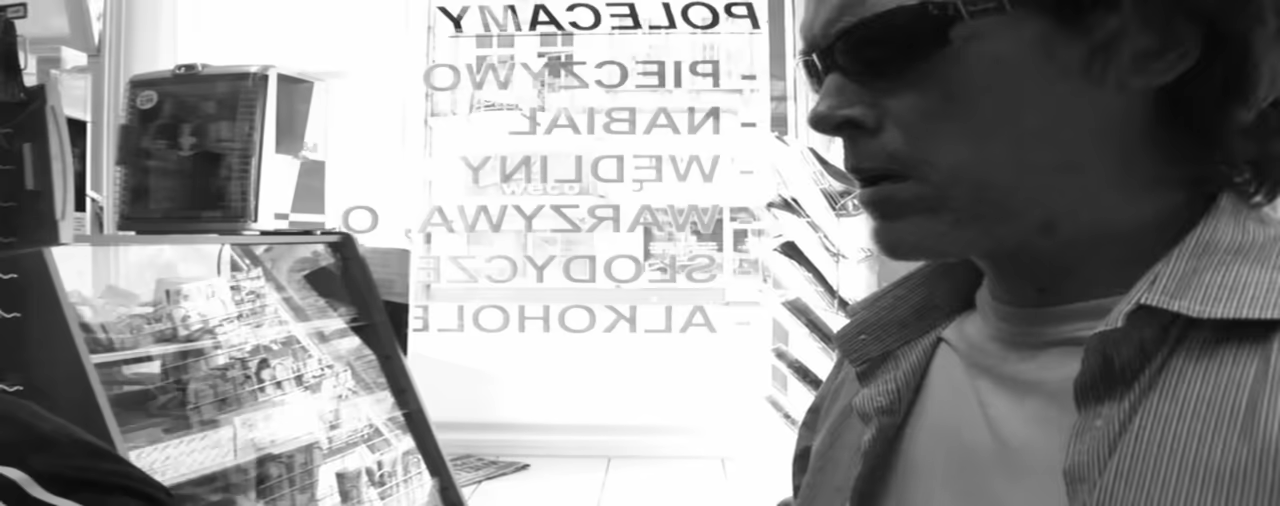 POLECAMY
- PIECZYWO
- NABIAŁ
- WĘDLINY
- WARZYWA, O
- SŁODYCZE
- ALKOHOLE